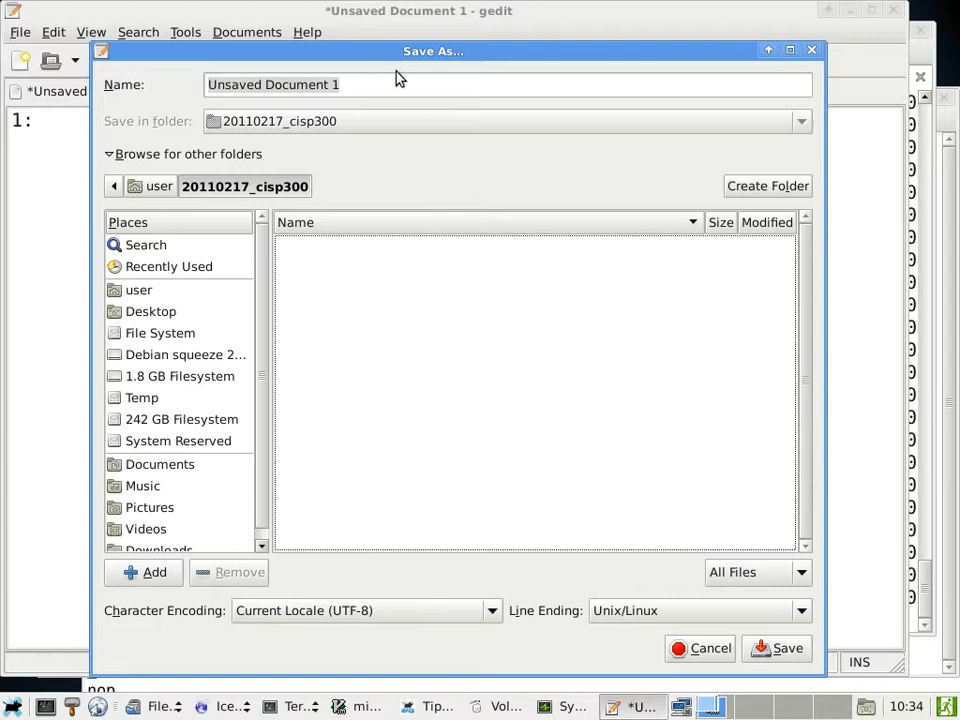 *Unsaved Document 1 - gedit
File Edit View Search Tools Documents Help
Save As...
*Unsaved
1:
Name: Unsaved Document 1
Save in folder: 20110217_cisp300
Browse for other folders
user 20110217_cisp300 Create Folder
Places
Search
Recently Used
user
Desktop
File System
Debian squeeze 2...
1.8 GB Filesystem
Temp
242 GB Filesystem
System Reserved
Documents
Music
Pictures
Videos
Downloads
Name Size Modified
Add Remove All Files
Character Encoding: Current Locale (UTF-8) Line Ending: Unix/Linux
Cancel Save
INS
nop
File... Ice... Ter... mi... Tip... Vol... Sy... *U... 10:34